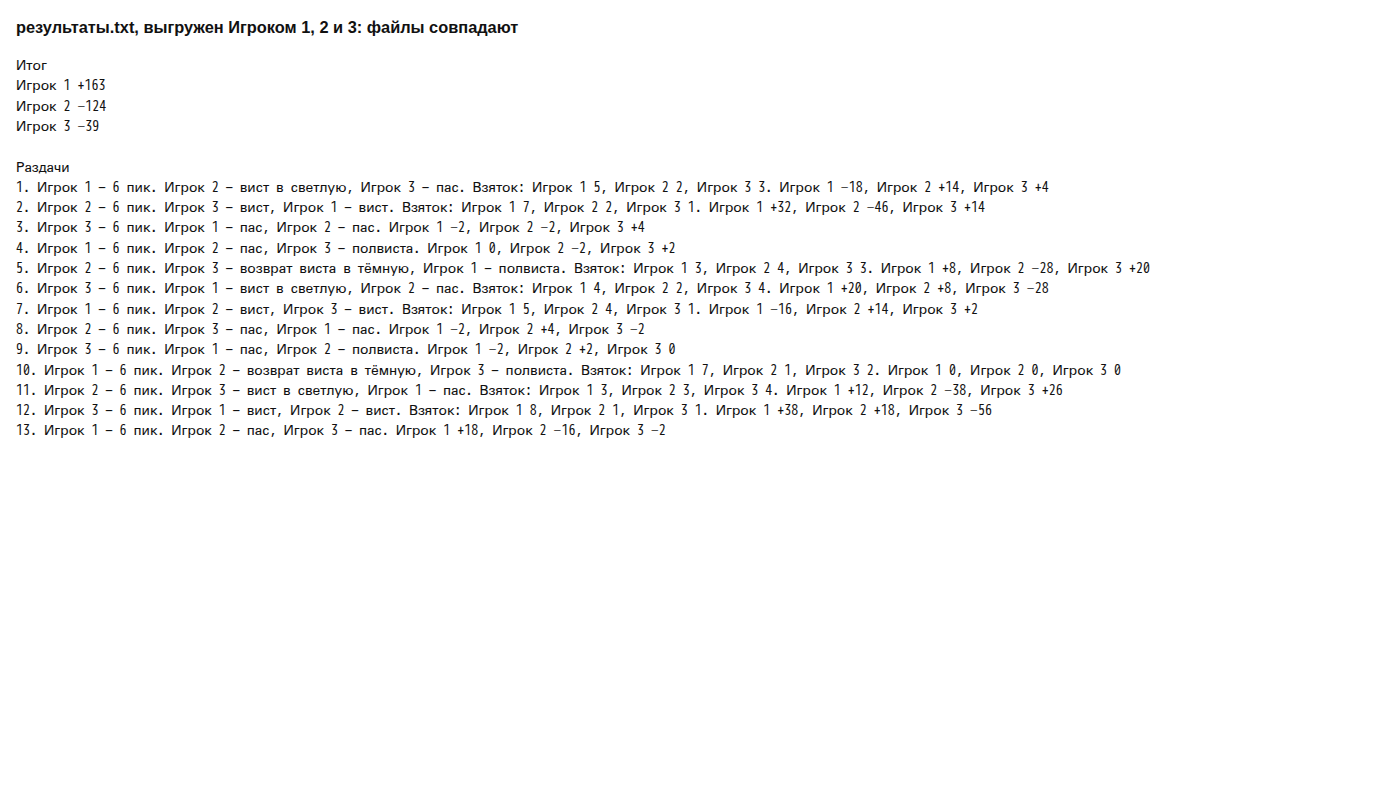 результаты.txt, выгружен Игроком 1, 2 и 3: файлы совпадают
Итог
Игрок 1 +163
Игрок 2 −124
Игрок 3 −39
Раздачи
1. Игрок 1 – 6 пик. Игрок 2 – вист в светлую, Игрок 3 – пас. Взяток: Игрок 1 5, Игрок 2 2, Игрок 3 3. Игрок 1 −18, Игрок 2 +14, Игрок 3 +4
2. Игрок 2 – 6 пик. Игрок 3 – вист, Игрок 1 – вист. Взяток: Игрок 1 7, Игрок 2 2, Игрок 3 1. Игрок 1 +32, Игрок 2 −46, Игрок 3 +14
3. Игрок 3 – 6 пик. Игрок 1 – пас, Игрок 2 – пас. Игрок 1 −2, Игрок 2 −2, Игрок 3 +4
4. Игрок 1 – 6 пик. Игрок 2 – пас, Игрок 3 – полвиста. Игрок 1 0, Игрок 2 −2, Игрок 3 +2
5. Игрок 2 – 6 пик. Игрок 3 – возврат виста в тёмную, Игрок 1 – полвиста. Взяток: Игрок 1 3, Игрок 2 4, Игрок 3 3. Игрок 1 +8, Игрок 2 −28, Игрок 3 +20
6. Игрок 3 – 6 пик. Игрок 1 – вист в светлую, Игрок 2 – пас. Взяток: Игрок 1 4, Игрок 2 2, Игрок 3 4. Игрок 1 +20, Игрок 2 +8, Игрок 3 −28
7. Игрок 1 – 6 пик. Игрок 2 – вист, Игрок 3 – вист. Взяток: Игрок 1 5, Игрок 2 4, Игрок 3 1. Игрок 1 −16, Игрок 2 +14, Игрок 3 +2
8. Игрок 2 – 6 пик. Игрок 3 – пас, Игрок 1 – пас. Игрок 1 −2, Игрок 2 +4, Игрок 3 −2
9. Игрок 3 – 6 пик. Игрок 1 – пас, Игрок 2 – полвиста. Игрок 1 −2, Игрок 2 +2, Игрок 3 0
10. Игрок 1 – 6 пик. Игрок 2 – возврат виста в тёмную, Игрок 3 – полвиста. Взяток: Игрок 1 7, Игрок 2 1, Игрок 3 2. Игрок 1 0, Игрок 2 0, Игрок 3 0
11. Игрок 2 – 6 пик. Игрок 3 – вист в светлую, Игрок 1 – пас. Взяток: Игрок 1 3, Игрок 2 3, Игрок 3 4. Игрок 1 +12, Игрок 2 −38, Игрок 3 +26
12. Игрок 3 – 6 пик. Игрок 1 – вист, Игрок 2 – вист. Взяток: Игрок 1 8, Игрок 2 1, Игрок 3 1. Игрок 1 +38, Игрок 2 +18, Игрок 3 −56
13. Игрок 1 – 6 пик. Игрок 2 – пас, Игрок 3 – пас. Игрок 1 +18, Игрок 2 −16, Игрок 3 −2